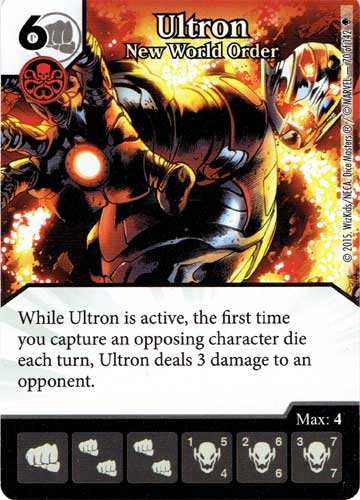 6
Ultron
New World Order
While Ultron is active, the first time
you capture an opposing character die
each turn, Ultron deals 3 damage to an
opponent.
Max: 4
1 5
4
2 6
6
3 7
7
© 2015 WizKids/NECA. Dice Masters ® / © MARVEL